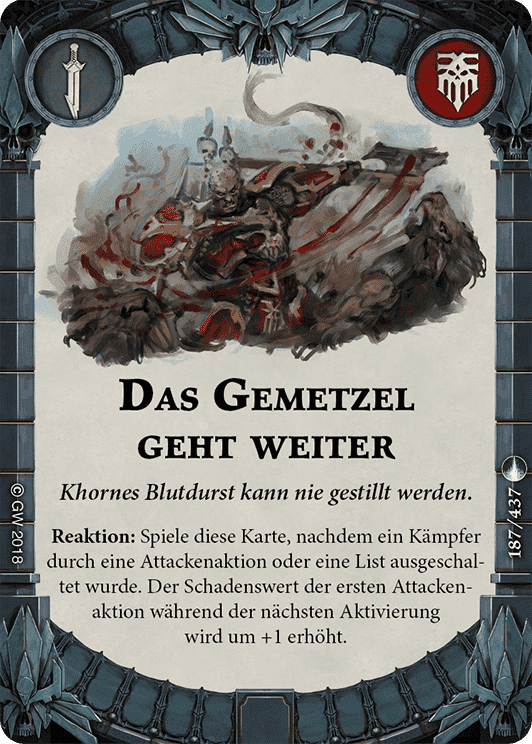 Das Gemetzel
geht weiter
Khornes Blutdurst kann nie gestillt werden.
Reaktion: Spiele diese Karte, nachdem ein Kämpfer
durch eine Attackenaktion oder eine List ausgeschal-
tet wurde. Der Schadenswert der ersten Attacken-
aktion während der nächsten Aktivierung
wird um +1 erhöht.
© GW 2018
187/437